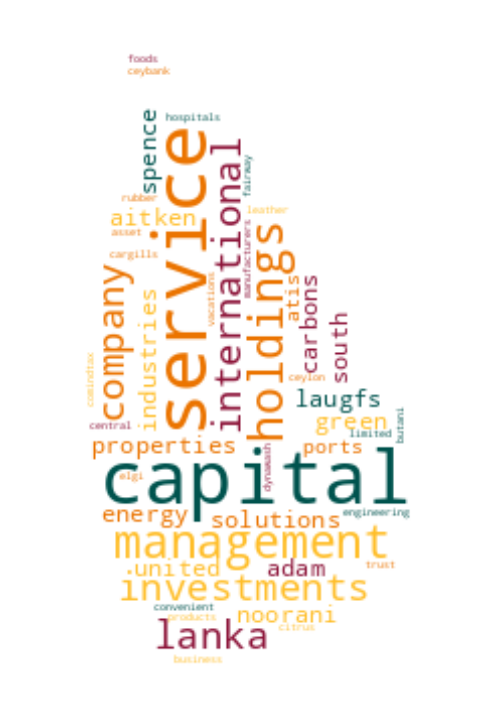 foods
ceybank
spence
hospitals
service
international
fairway
rubber
aitken
leather
asset
manufacturers
holdings
cargills
company
industries
vacations
atis
carbons
south
comindtax
ceylon
laugfs
green
central
limited
butani
properties
ports
dynawash
capital
elgi
energy
solutions
engineering
management
united
adam
trust
investments
convenient
products
noorani
lanka
citrus
business